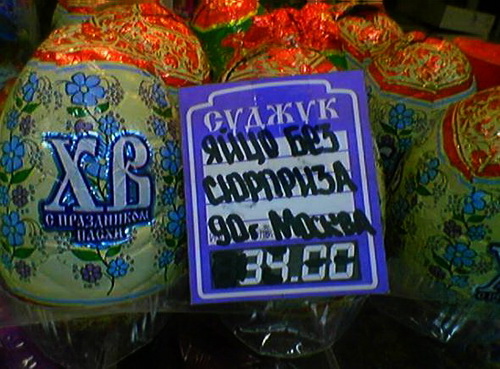 ХВ
С ПРАЗДНИКОМ
ПАСХИ
СУДЖУК
ЯЙЦО БЕЗ
СЮРПРИЗА
90г. МОСКВА
34.00